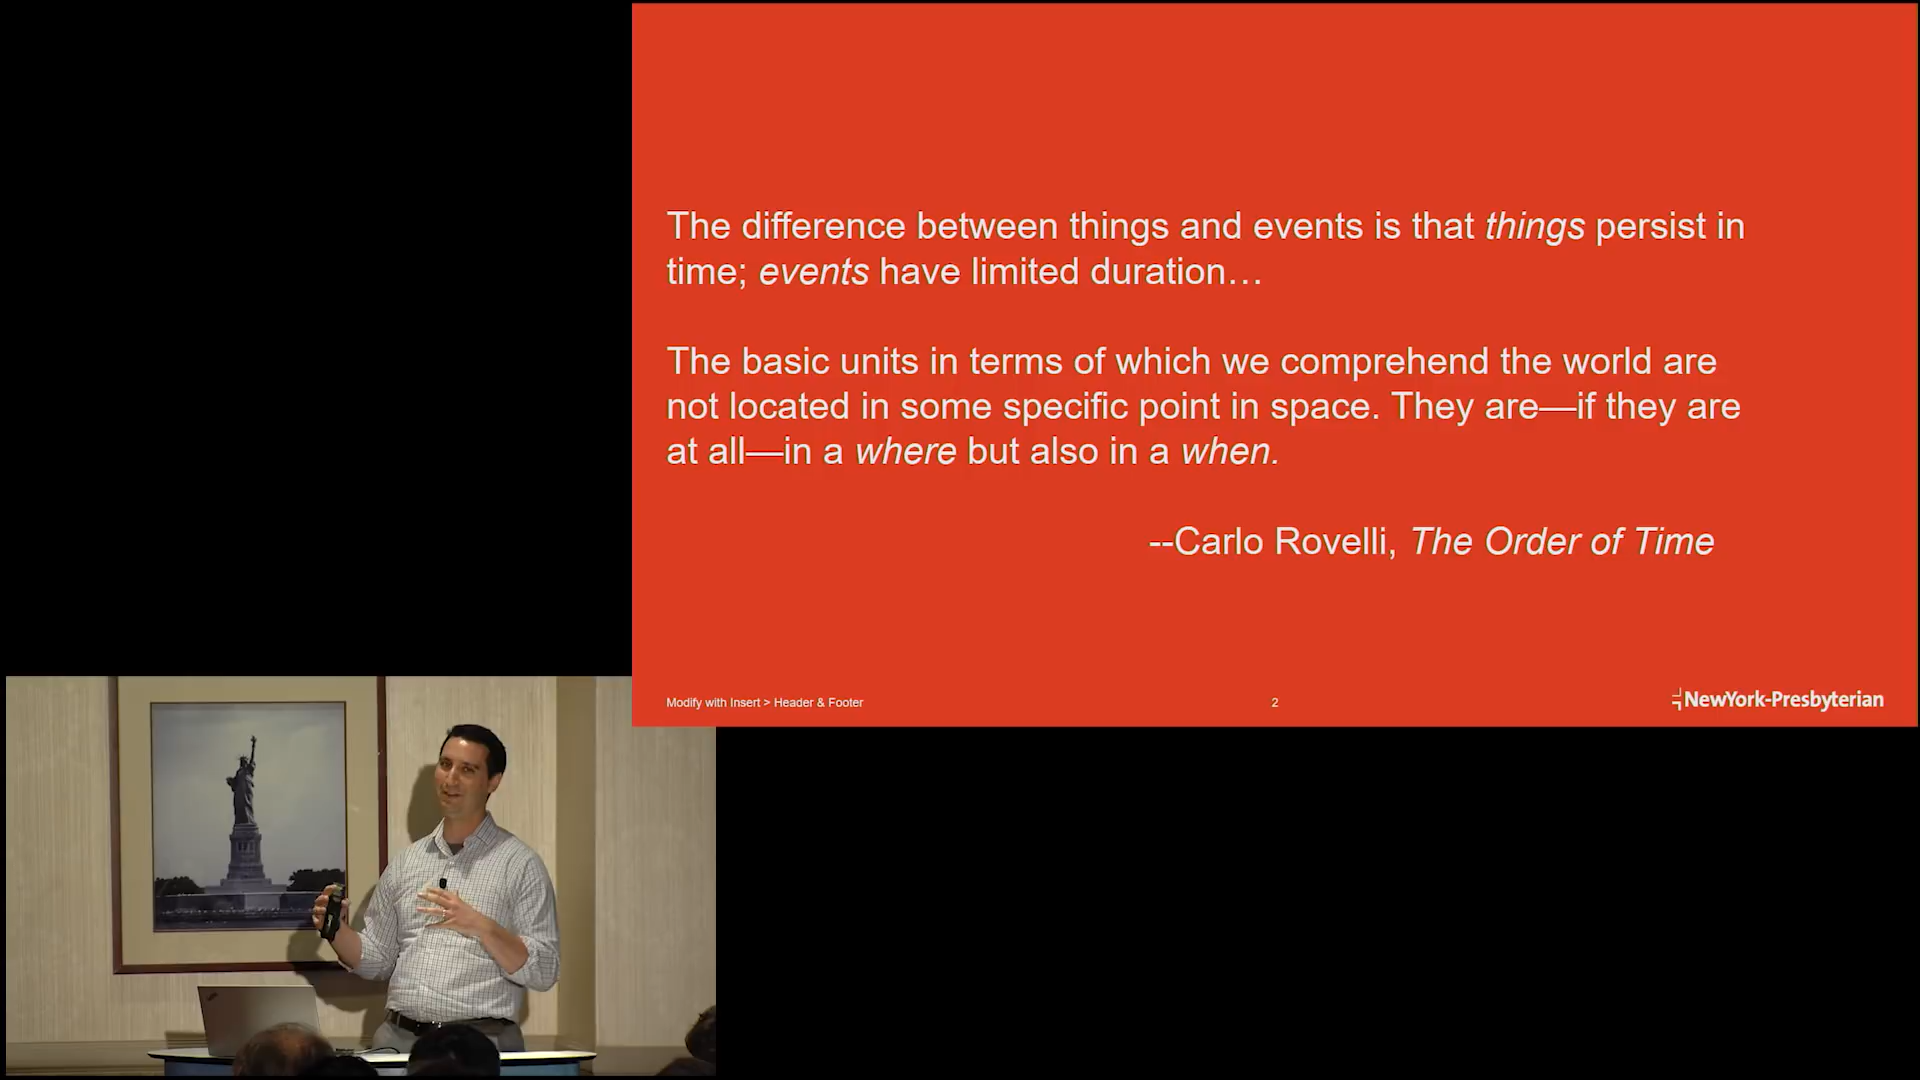 The difference between things and events is that things persist in
time; events have limited duration…
The basic units in terms of which we comprehend the world are
not located in some specific point in space. They are—if they are
at all—in a where but also in a when.
--Carlo Rovelli, The Order of Time
Modify with Insert > Header & Footer
2
NewYork-Presbyterian